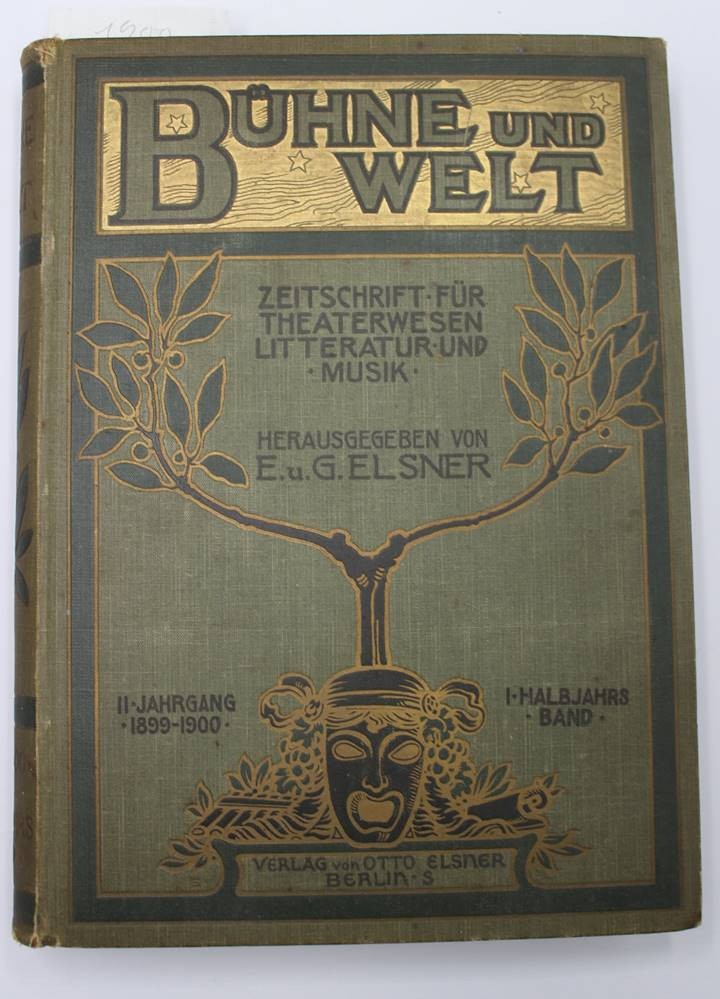 1900
BÜHNE UND
WELT
ZEITSCHRIFT·FÜR
THEATERWESEN
LITTERATUR·UND
·MUSIK·
HERAUSGEGEBEN VON
E.u.G.ELSNER
II·JAHRGANG
·1899-1900·
I·HALBJAHRS
·BAND·
VERLAG von OTTO ELSNER
BERLIN·S